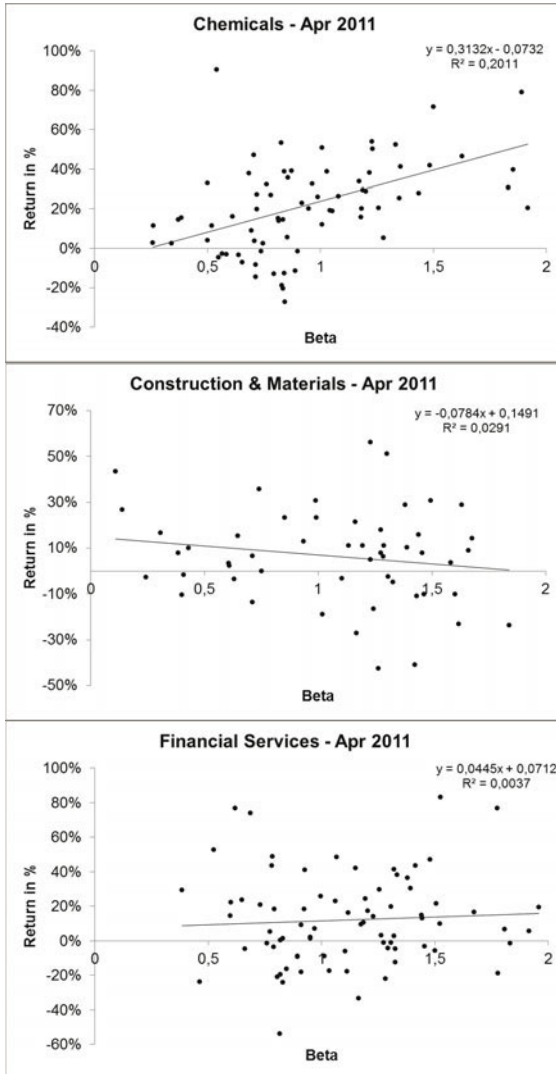 Chemicals - Apr 2011
y = 0,3132x - 0,0732
R² = 0,2011
100%
80%
60%
40%
20%
0%
-20%
-40%
0
0,5
1
1,5
2
Return in %
Beta
Construction & Materials - Apr 2011
y = -0,0784x + 0,1491
R² = 0,0291
70%
50%
30%
10%
-10%
-30%
-50%
0
0,5
1
1,5
2
Return in %
Beta
Financial Services - Apr 2011
y = 0,0445x + 0,0712
R² = 0,0037
100%
80%
60%
40%
20%
0%
-20%
-40%
-60%
0
0,5
1
1,5
2
Return in %
Beta